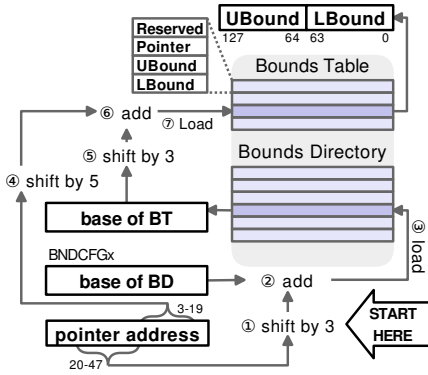 Reserved
Pointer
UBound
LBound
UBound LBound
127 64 63 0
Bounds Table
⑥ add
⑦ Load
⑤ shift by 3
④ shift by 5
Bounds Directory
base of BT
③ load
BNDCFGx
base of BD
② add
3-19
pointer address
20-47
① shift by 3
START
HERE